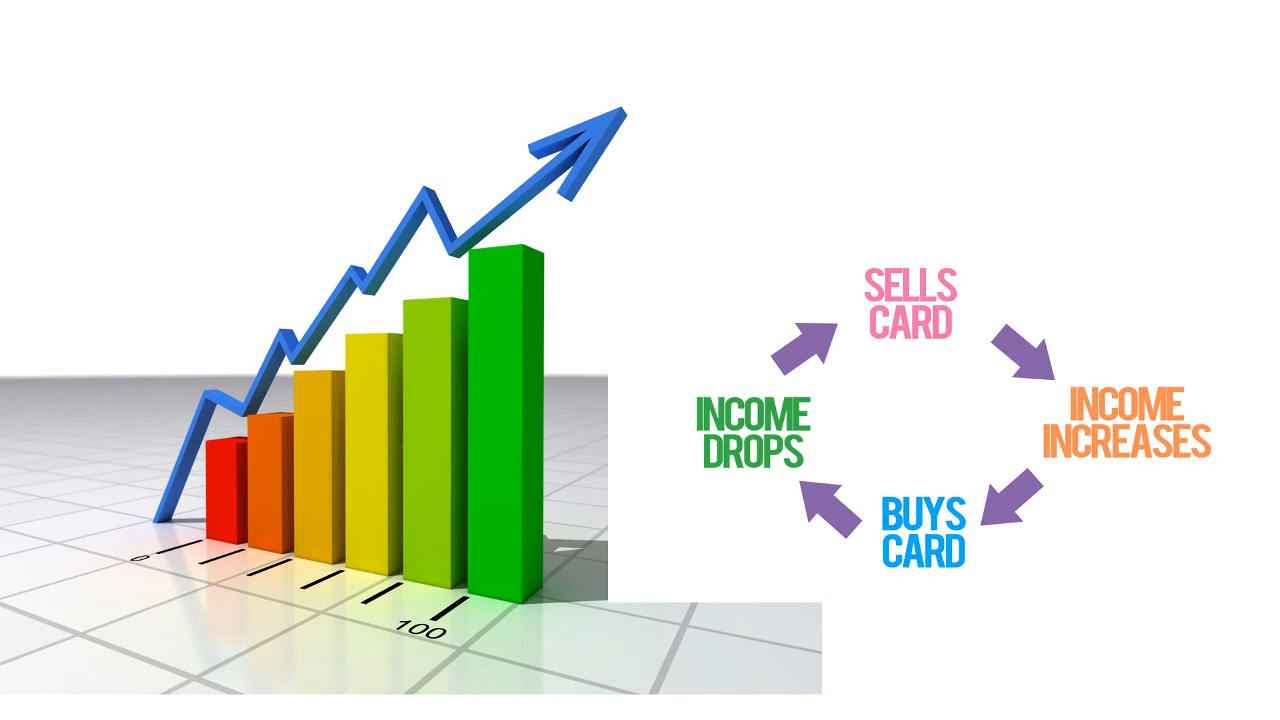 SELLS
CARD
INCOME
INCREASES
BUYS
CARD
INCOME
DROPS
0
100